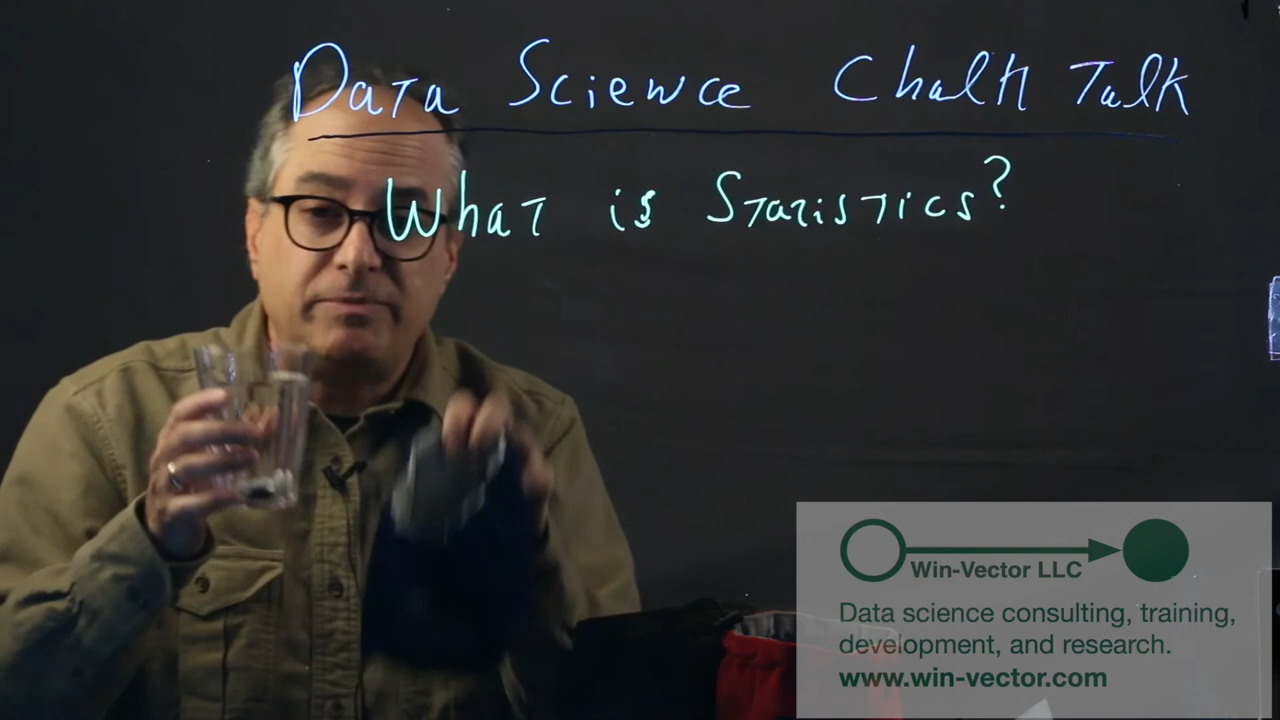 Data Science Chalk Talk
What is Statistics?
Win-Vector LLC
Data science consulting, training,
development, and research.
www.win-vector.com